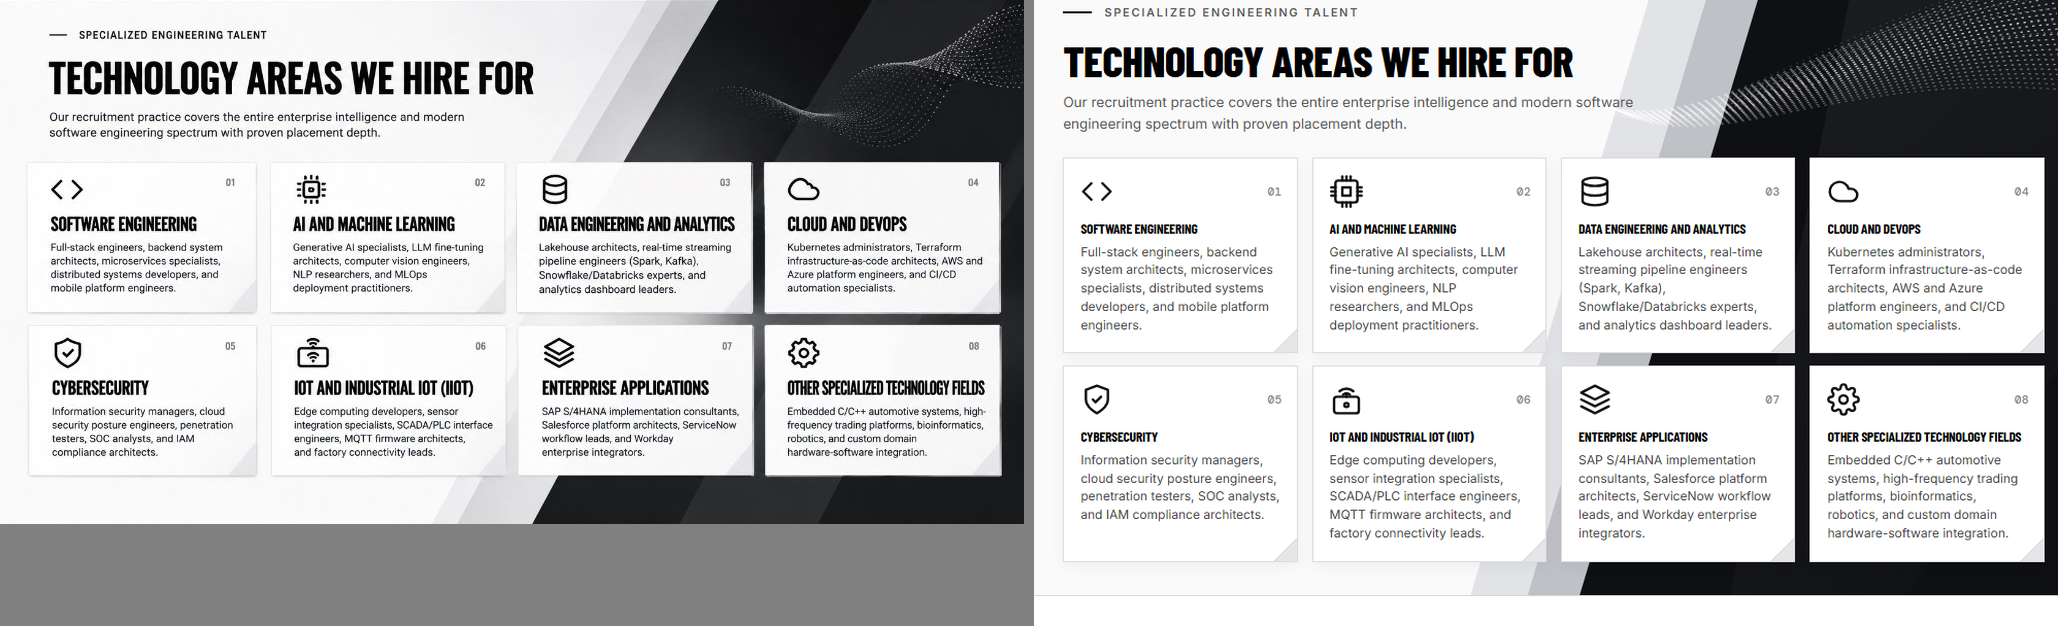 SPECIALIZED ENGINEERING TALENT
TECHNOLOGY AREAS WE HIRE FOR
Our recruitment practice covers the entire enterprise intelligence and modern
software engineering spectrum with proven placement depth.
01
SOFTWARE ENGINEERING
Full-stack engineers, backend system
architects, microservices specialists,
distributed systems developers, and
mobile platform engineers.
02
AI AND MACHINE LEARNING
Generative AI specialists, LLM fine-tuning
architects, computer vision engineers,
NLP researchers, and MLOps
deployment practitioners.
03
DATA ENGINEERING AND ANALYTICS
Lakehouse architects, real-time streaming
pipeline engineers (Spark, Kafka),
Snowflake/Databricks experts, and
analytics dashboard leaders.
04
CLOUD AND DEVOPS
Kubernetes administrators, Terraform
infrastructure-as-code architects, AWS and
Azure platform engineers, and CI/CD
automation specialists.
05
CYBERSECURITY
Information security managers, cloud
security posture engineers, penetration
testers, SOC analysts, and IAM
compliance architects.
06
IOT AND INDUSTRIAL IOT (IIOT)
Edge computing developers, sensor
integration specialists, SCADA/PLC interface
engineers, MQTT firmware architects,
and factory connectivity leads.
07
ENTERPRISE APPLICATIONS
SAP S/4HANA implementation consultants,
Salesforce platform architects, ServiceNow
workflow leads, and Workday
enterprise integrators.
08
OTHER SPECIALIZED TECHNOLOGY FIELDS
Embedded C/C++ automotive systems, high-
frequency trading platforms, bioinformatics,
robotics, and custom domain
hardware-software integration.
SPECIALIZED ENGINEERING TALENT
TECHNOLOGY AREAS WE HIRE FOR
Our recruitment practice covers the entire enterprise intelligence and modern software
engineering spectrum with proven placement depth.
01
SOFTWARE ENGINEERING
Full-stack engineers, backend
system architects, microservices
specialists, distributed systems
developers, and mobile platform
engineers.
02
AI AND MACHINE LEARNING
Generative AI specialists, LLM
fine-tuning architects, computer
vision engineers, NLP
researchers, and MLOps
deployment practitioners.
03
DATA ENGINEERING AND ANALYTICS
Lakehouse architects, real-time
streaming pipeline engineers
(Spark, Kafka),
Snowflake/Databricks experts,
and analytics dashboard leaders.
04
CLOUD AND DEVOPS
Kubernetes administrators,
Terraform infrastructure-as-code
architects, AWS and Azure
platform engineers, and CI/CD
automation specialists.
05
CYBERSECURITY
Information security managers,
cloud security posture engineers,
penetration testers, SOC analysts,
and IAM compliance architects.
06
IOT AND INDUSTRIAL IOT (IIOT)
Edge computing developers,
sensor integration specialists,
SCADA/PLC interface engineers,
MQTT firmware architects, and
factory connectivity leads.
07
ENTERPRISE APPLICATIONS
SAP S/4HANA implementation
consultants, Salesforce platform
architects, ServiceNow workflow
leads, and Workday enterprise
integrators.
08
OTHER SPECIALIZED TECHNOLOGY FIELDS
Embedded C/C++ automotive
systems, high-frequency trading
platforms, bioinformatics,
robotics, and custom domain
hardware-software integration.